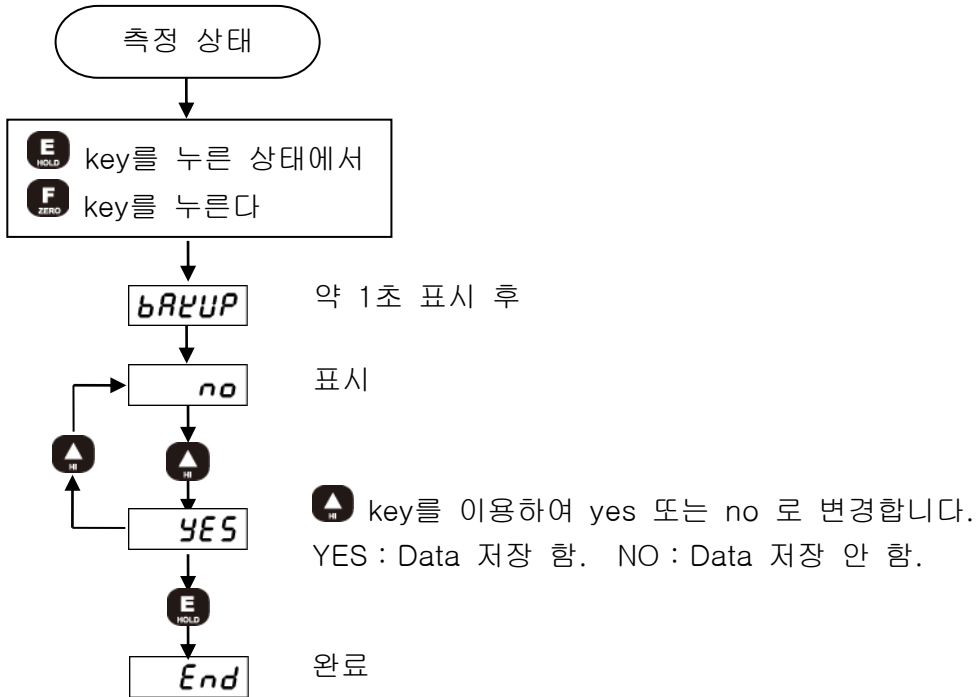 측정 상태
E HOLD key를 누른 상태에서
F ZERO key를 누른다
bAKUP 약 1초 표시 후
no 표시
HI HI
yES HI key를 이용하여 yes 또는 no 로 변경합니다.
YES : Data 저장 함. NO : Data 저장 안 함.
E HOLD
End 완료